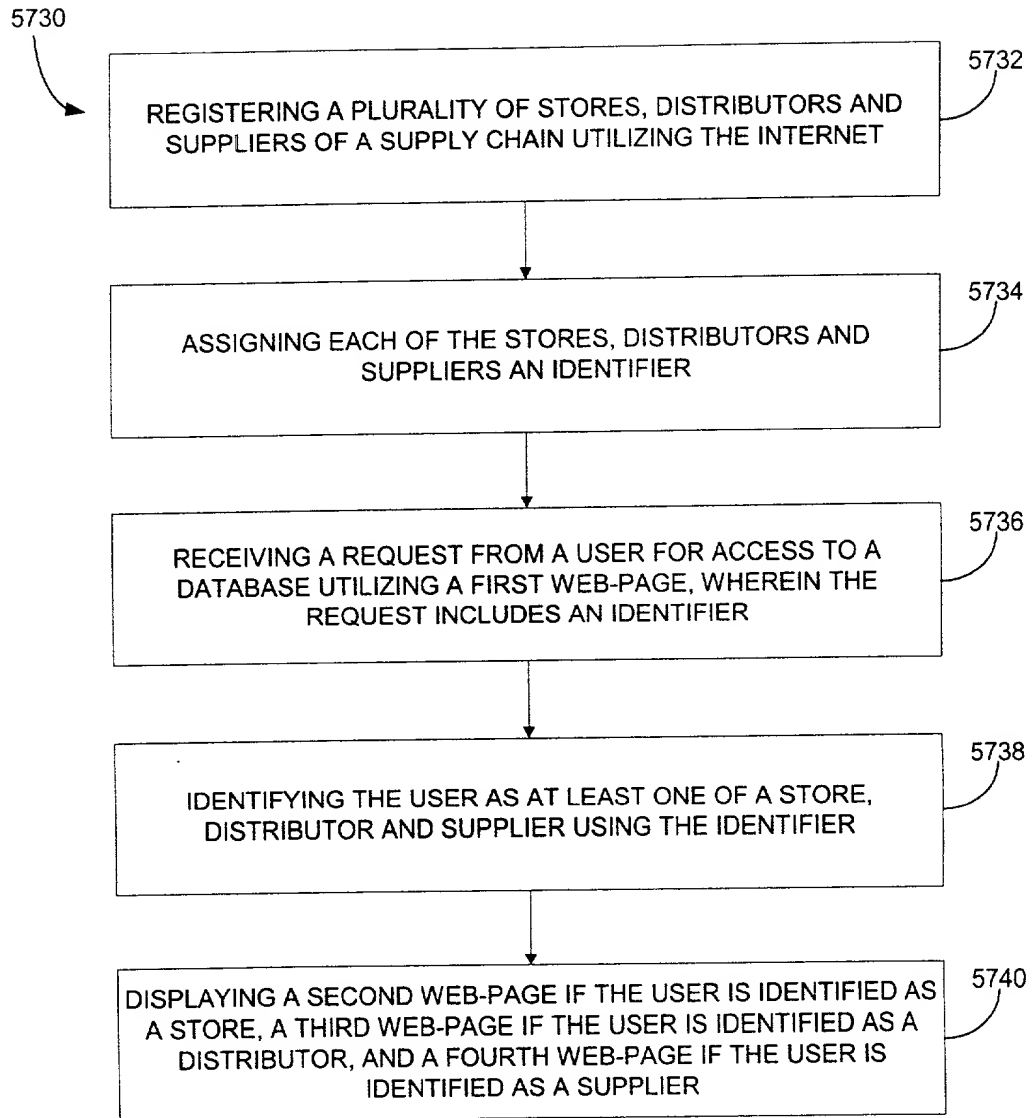 5730
5732
REGISTERING A PLURALITY OF STORES, DISTRIBUTORS AND
SUPPLIERS OF A SUPPLY CHAIN UTILIZING THE INTERNET
5734
ASSIGNING EACH OF THE STORES, DISTRIBUTORS AND
SUPPLIERS AN IDENTIFIER
5736
RECEIVING A REQUEST FROM A USER FOR ACCESS TO A
DATABASE UTILIZING A FIRST WEB-PAGE, WHEREIN THE
REQUEST INCLUDES AN IDENTIFIER
5738
IDENTIFYING THE USER AS AT LEAST ONE OF A STORE,
DISTRIBUTOR AND SUPPLIER USING THE IDENTIFIER
5740
DISPLAYING A SECOND WEB-PAGE IF THE USER IS IDENTIFIED AS
A STORE, A THIRD WEB-PAGE IF THE USER IS IDENTIFIED AS A
DISTRIBUTOR, AND A FOURTH WEB-PAGE IF THE USER IS
IDENTIFIED AS A SUPPLIER